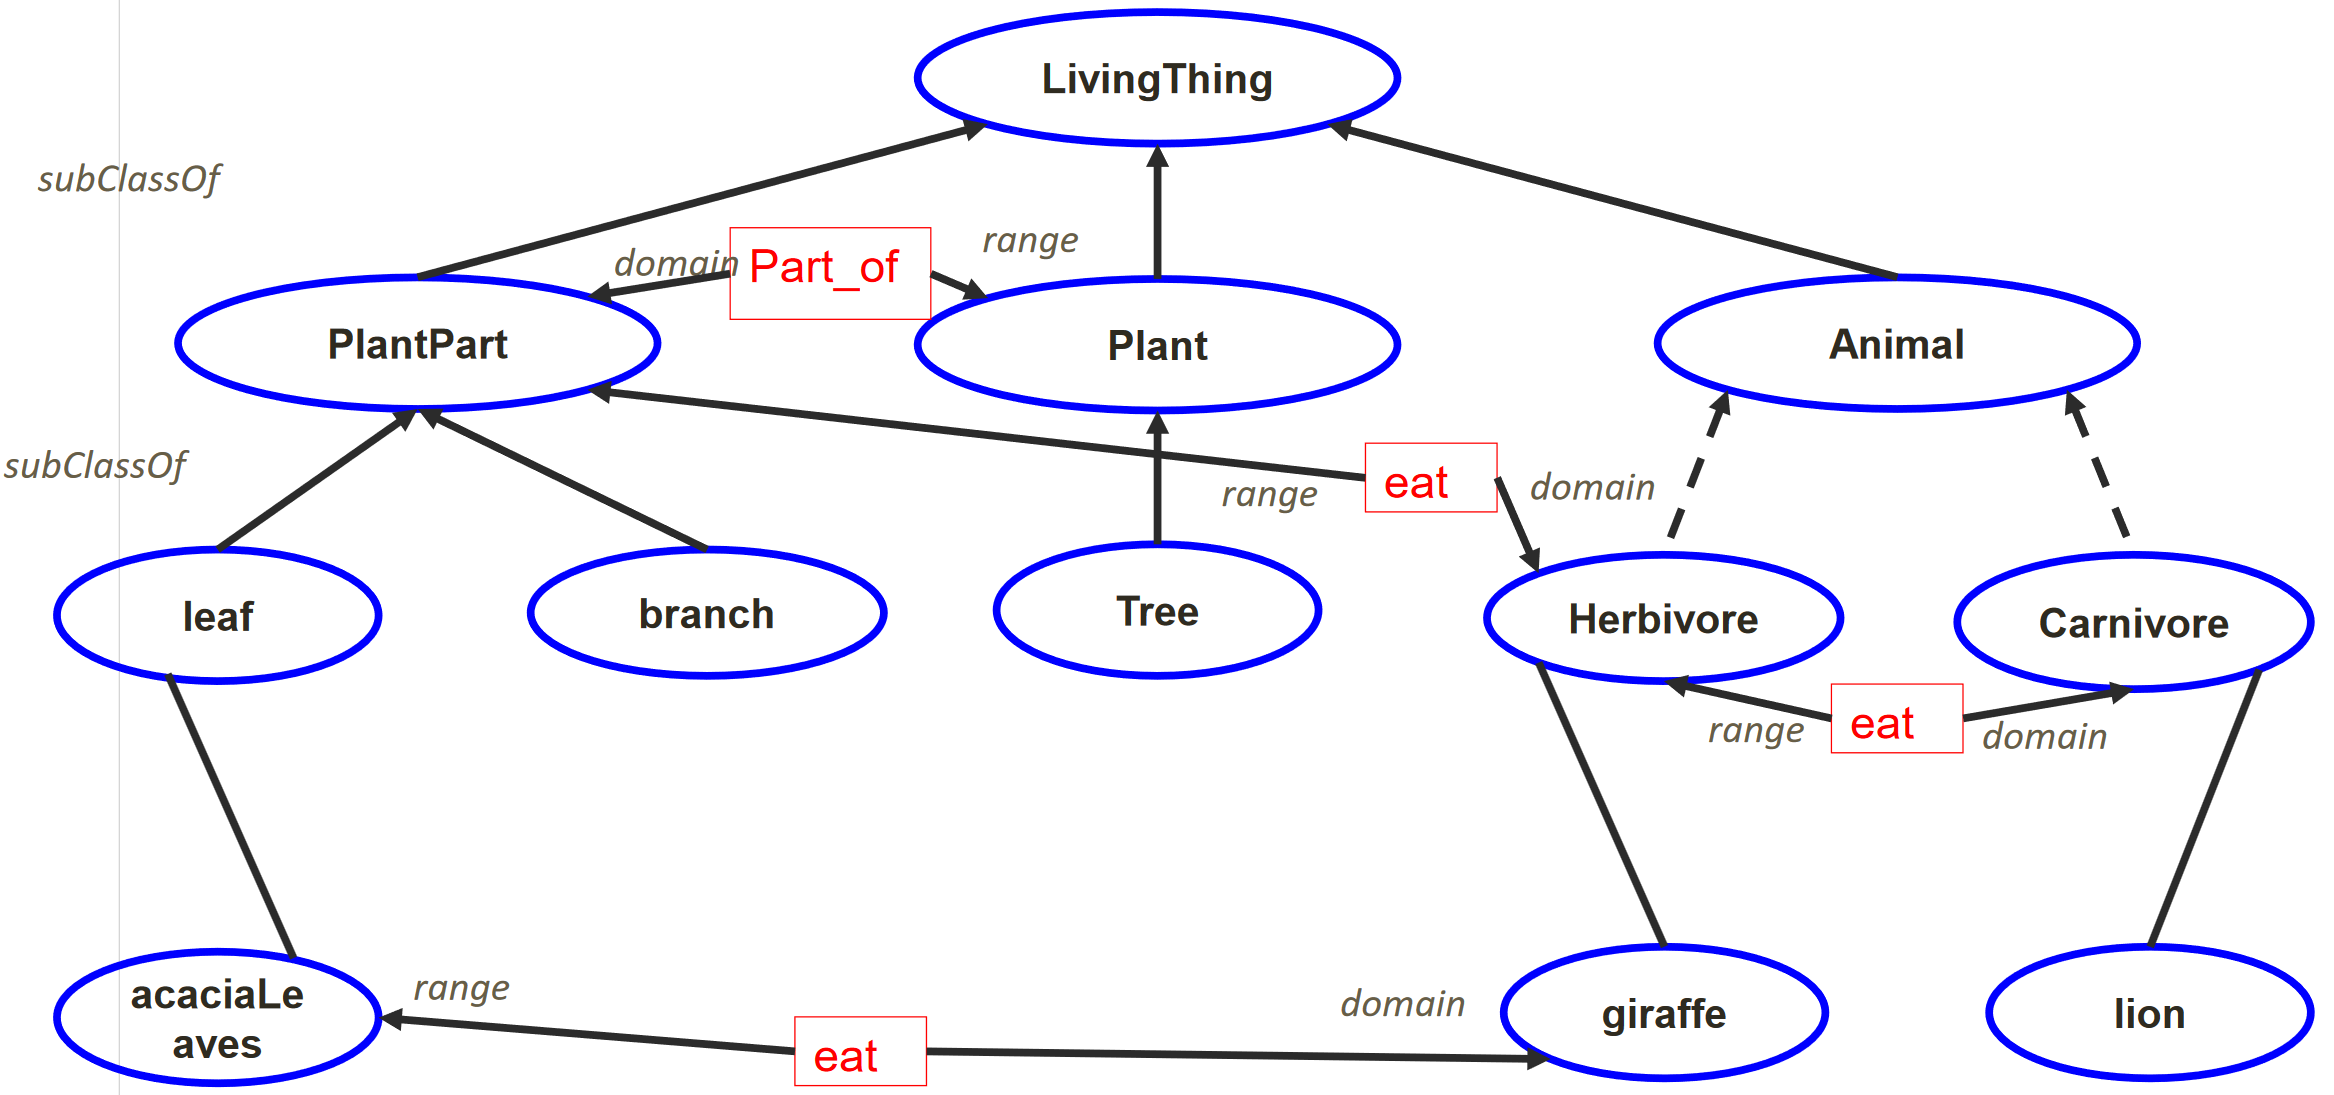 LivingThing
subClassOf
domain
Part_of
range
PlantPart
Plant
Animal
subClassOf
range
eat
domain
leaf
branch
Tree
Herbivore
Carnivore
range
eat
domain
acaciaLe
aves
range
eat
domain
giraffe
lion